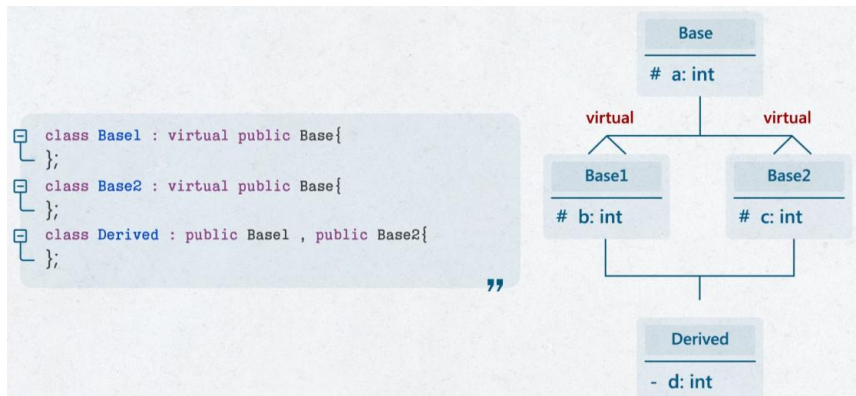 class Base1 : virtual public Base{
};
class Base2 : virtual public Base{
};
class Derived : public Base1 , public Base2{
};
”
Base
# a: int
virtual
virtual
Base1
# b: int
Base2
# c: int
Derived
- d: int